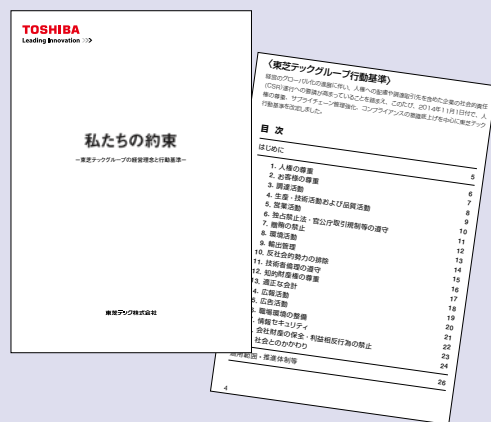 TOSHIBA
Leading Innovation >>>
私たちの約束
ー東芝テックグループの経営理念と行動基準ー
東芝テック株式会社
〈東芝テックグループ行動基準〉
経営のグローバル化の進展に伴い、人権への配慮や調達取引先を含めた企業の社会的責任
(CSR)遂行への要請が高まっていることを踏まえ、このたび、2014年11月1日付で、人
権の尊重、サプライチェーン管理強化、コンプライアンスの徹底底上げを中心に東芝テック
行動基準を改定しました。
目 次
はじめに 5
1. 人権の尊重 6
2. お客様の尊重 7
3. 調達活動 8
4. 生産・技術活動および品質活動 8
5. 営業活動 9
6. 独占禁止法・官公庁取引規制等の遵守 10
7. 贈賄の禁止 11
8. 環境活動 12
9. 輸出管理 13
10. 反社会的勢力の排除 14
11. 技術者倫理の遵守 15
12. 知的財産権の尊重 16
13. 適正な会計 17
4. 広報活動 18
5. 広告活動 19
職場環境の整備 20
情報セキュリティ 21
会社財産の保全・利益相反行為の禁止 22
社会とのかかわり 23
24
適用範囲・推進体制等 26
4